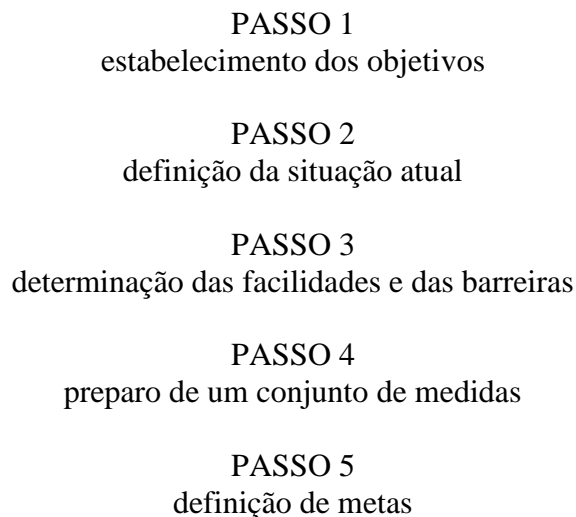 PASSO 1
estabelecimento dos objetivos
PASSO 2
definição da situação atual
PASSO 3
determinação das facilidades e das barreiras
PASSO 4
preparo de um conjunto de medidas
PASSO 5
definição de metas